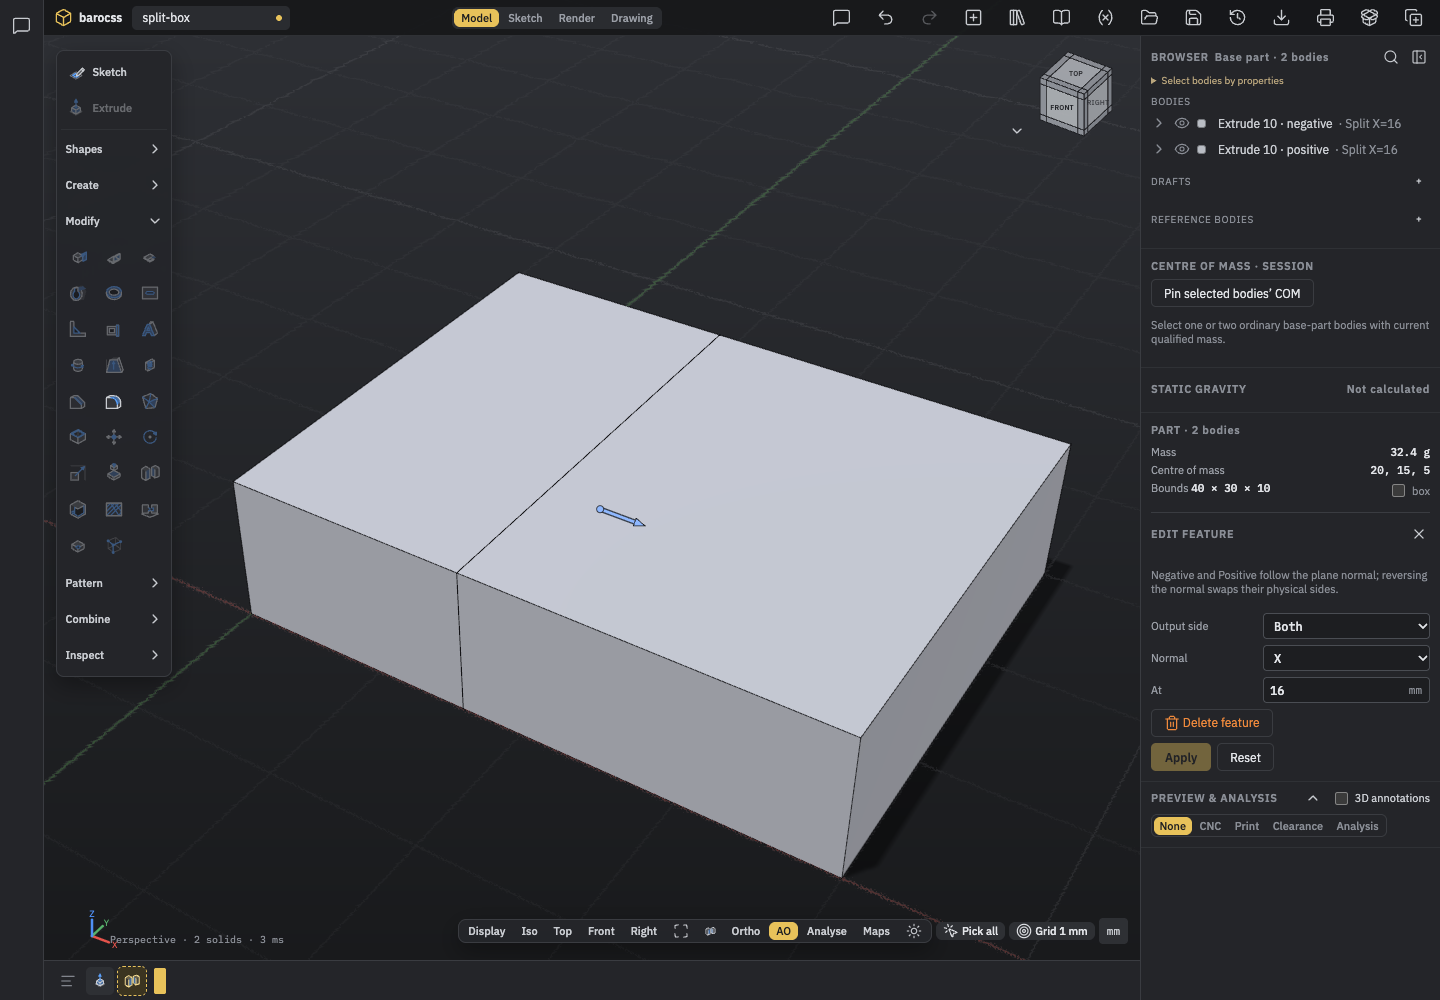 barocss
split-box
Model Sketch Render Drawing
Sketch
Extrude
Shapes
Create
Modify
Pattern
Combine
Inspect
TOP
FRONT
RIGHT
BROWSER Base part · 2 bodies
Select bodies by properties
BODIES
Extrude 10 · negative · Split X=16
Extrude 10 · positive · Split X=16
DRAFTS +
REFERENCE BODIES +
CENTRE OF MASS · SESSION
Pin selected bodies’ COM
Select one or two ordinary base-part bodies with current
qualified mass.
STATIC GRAVITY Not calculated
PART · 2 bodies
Mass 32.4 g
Centre of mass 20, 15, 5
Bounds 40 × 30 × 10 box
EDIT FEATURE
Negative and Positive follow the plane normal; reversing
the normal swaps their physical sides.
Output side Both
Normal X
At 16 mm
Delete feature
Apply Reset
PREVIEW & ANALYSIS 3D annotations
None CNC Print Clearance Analysis
Z
Y
X
Perspective · 2 solids · 3 ms
Display Iso Top Front Right Ortho AO Analyse Maps Pick all Grid 1 mm mm